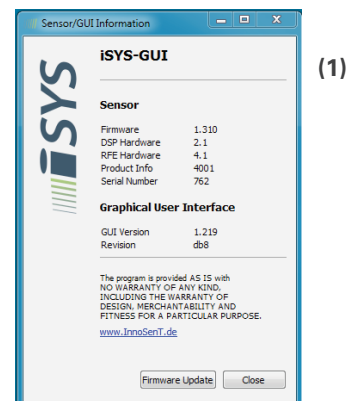 Sensor/GUI Information
iSYS
iSYS-GUI
(1)
Sensor
Firmware 1.310
DSP Hardware 2.1
RFE Hardware 4.1
Product Info 4001
Serial Number 762
Graphical User Interface
GUI Version 1.219
Revision db8
The program is provided AS IS with
NO WARRANTY OF ANY KIND,
INCLUDING THE WARRANTY OF
DESIGN, MERCHANTABILITY AND
FITNESS FOR A PARTICULAR PURPOSE.
www.InnoSenT.de
Firmware Update Close